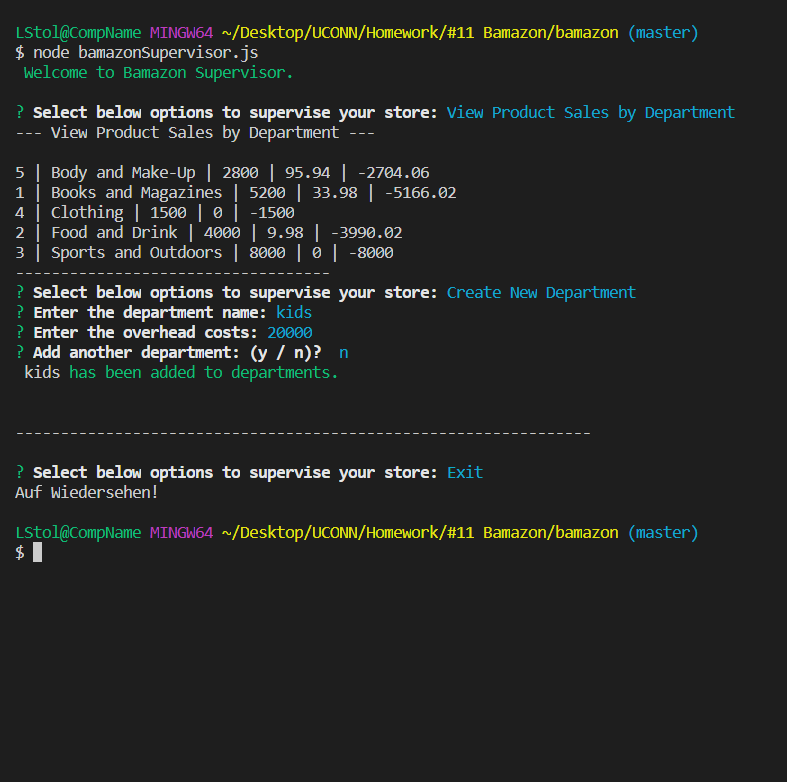 LStol@CompName MINGW64 ~/Desktop/UCONN/Homework/#11 Bamazon/bamazon (master)
$ node bamazonSupervisor.js
Welcome to Bamazon Supervisor.
? Select below options to supervise your store: View Product Sales by Department
--- View Product Sales by Department ---
5 | Body and Make-Up | 2800 | 95.94 | -2704.06
1 | Books and Magazines | 5200 | 33.98 | -5166.02
4 | Clothing | 1500 | 0 | -1500
2 | Food and Drink | 4000 | 9.98 | -3990.02
3 | Sports and Outdoors | 8000 | 0 | -8000
-----------------------------------
? Select below options to supervise your store: Create New Department
? Enter the department name: kids
? Enter the overhead costs: 20000
? Add another department: (y / n)?  n
kids has been added to departments.
----------------------------------------------------------------
? Select below options to supervise your store: Exit
Auf Wiedersehen!
LStol@CompName MINGW64 ~/Desktop/UCONN/Homework/#11 Bamazon/bamazon (master)
$